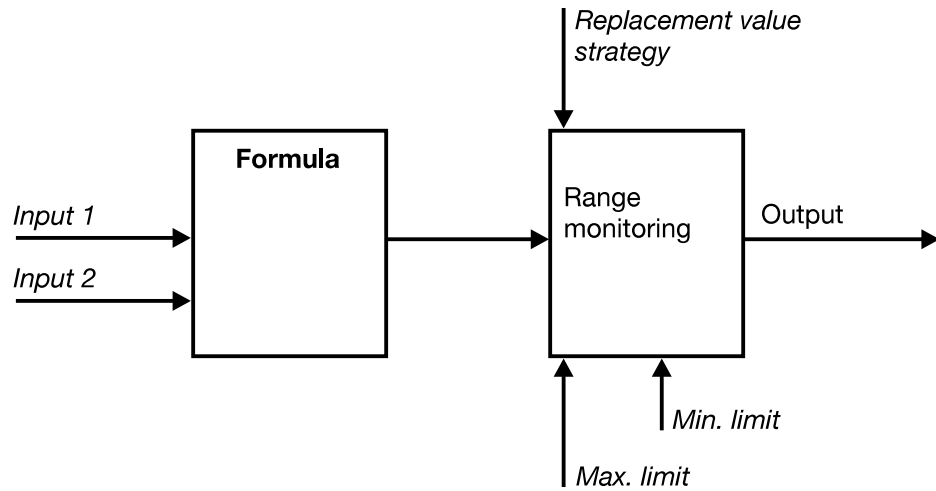 Replacement value
strategy
Formula
Input 1
Input 2
Range
monitoring
Output
Min. limit
Max. limit